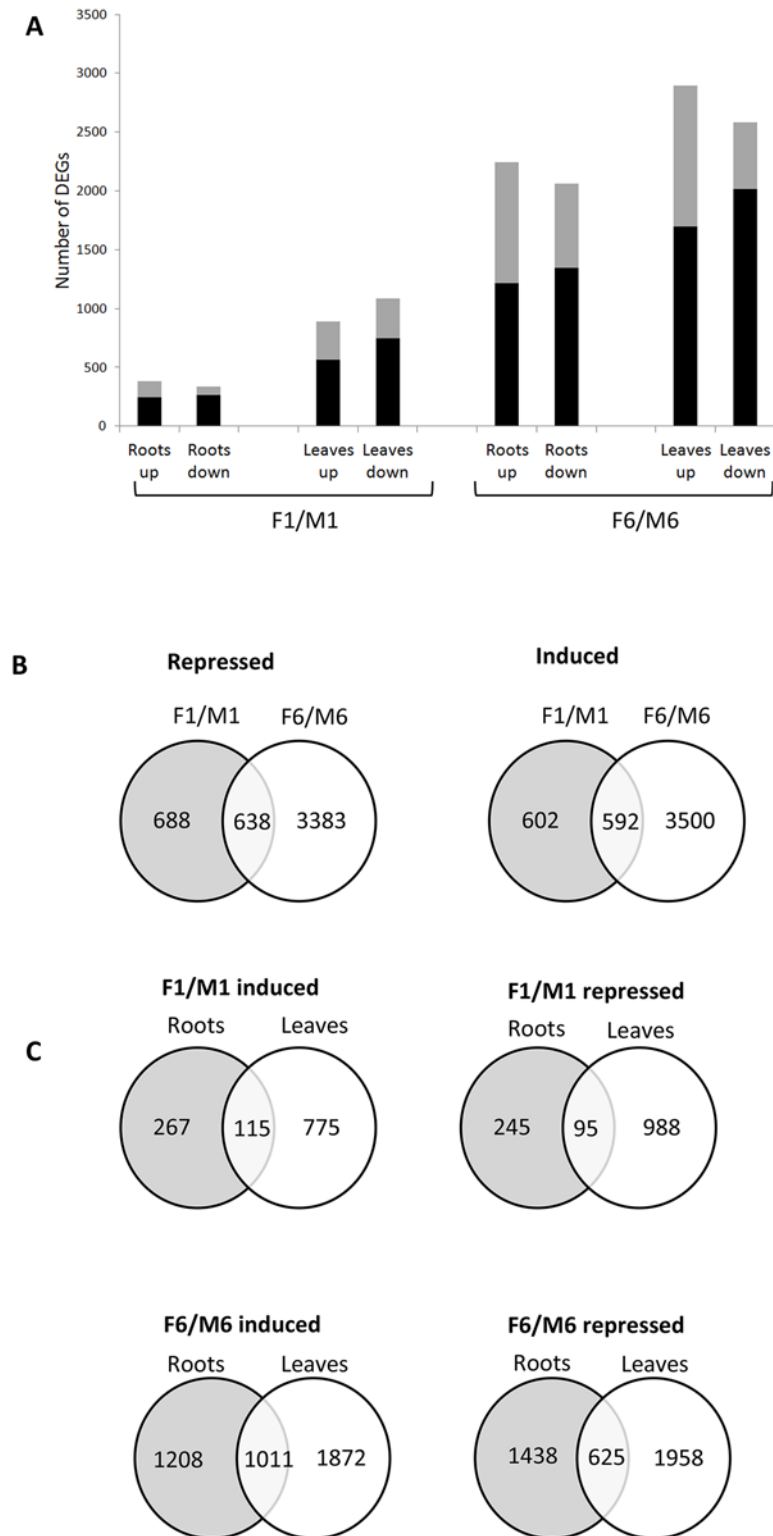 A
3500
3000
2500
2000
1500
1000
500
0
Number of DEGs
Roots up
Roots down
Leaves up
Leaves down
Roots up
Roots down
Leaves up
Leaves down
F1/M1
F6/M6
B
Repressed
F1/M1 F6/M6
688 638 3383
Induced
F1/M1 F6/M6
602 592 3500
C
F1/M1 induced
Roots Leaves
267 115 775
F1/M1 repressed
Roots Leaves
245 95 988
F6/M6 induced
Roots Leaves
1208 1011 1872
F6/M6 repressed
Roots Leaves
1438 625 1958